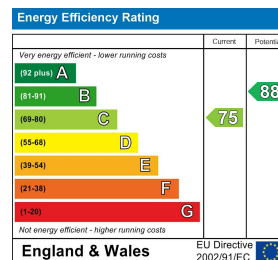 Energy Efficiency Rating
Current Potentia
Very energy efficient - lower running costs
(92 plus) A
(81-91) B
88
(69-80) C
75
(55-68) D
(39-54) E
(21-38) F
(1-20) G
Not energy efficient - higher running costs
England & Wales
EU Directive
2002/91/EC